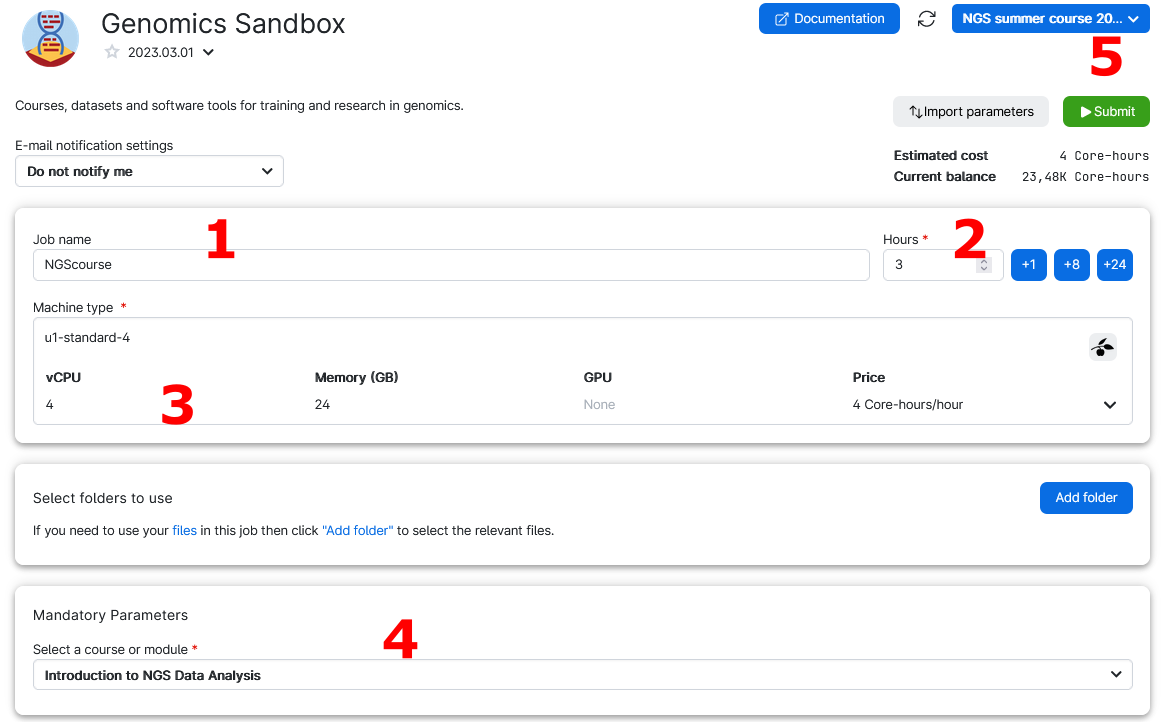 Genomics Sandbox
2023.03.01
Documentation
NGS summer course 20...
5
Courses, datasets and software tools for training and research in genomics.
Import parameters
Submit
E-mail notification settings
Do not notify me
Estimated cost 4 Core-hours
Current balance 23,48K Core-hours
1
2
Job name
Hours *
NGScourse
3
+1
+8
+24
Machine type *
u1-standard-4
vCPU Memory (GB) GPU Price
3
4 24 None 4 Core-hours/hour
Select folders to use
Add folder
If you need to use your files in this job then click "Add folder" to select the relevant files.
Mandatory Parameters
4
Select a course or module *
Introduction to NGS Data Analysis